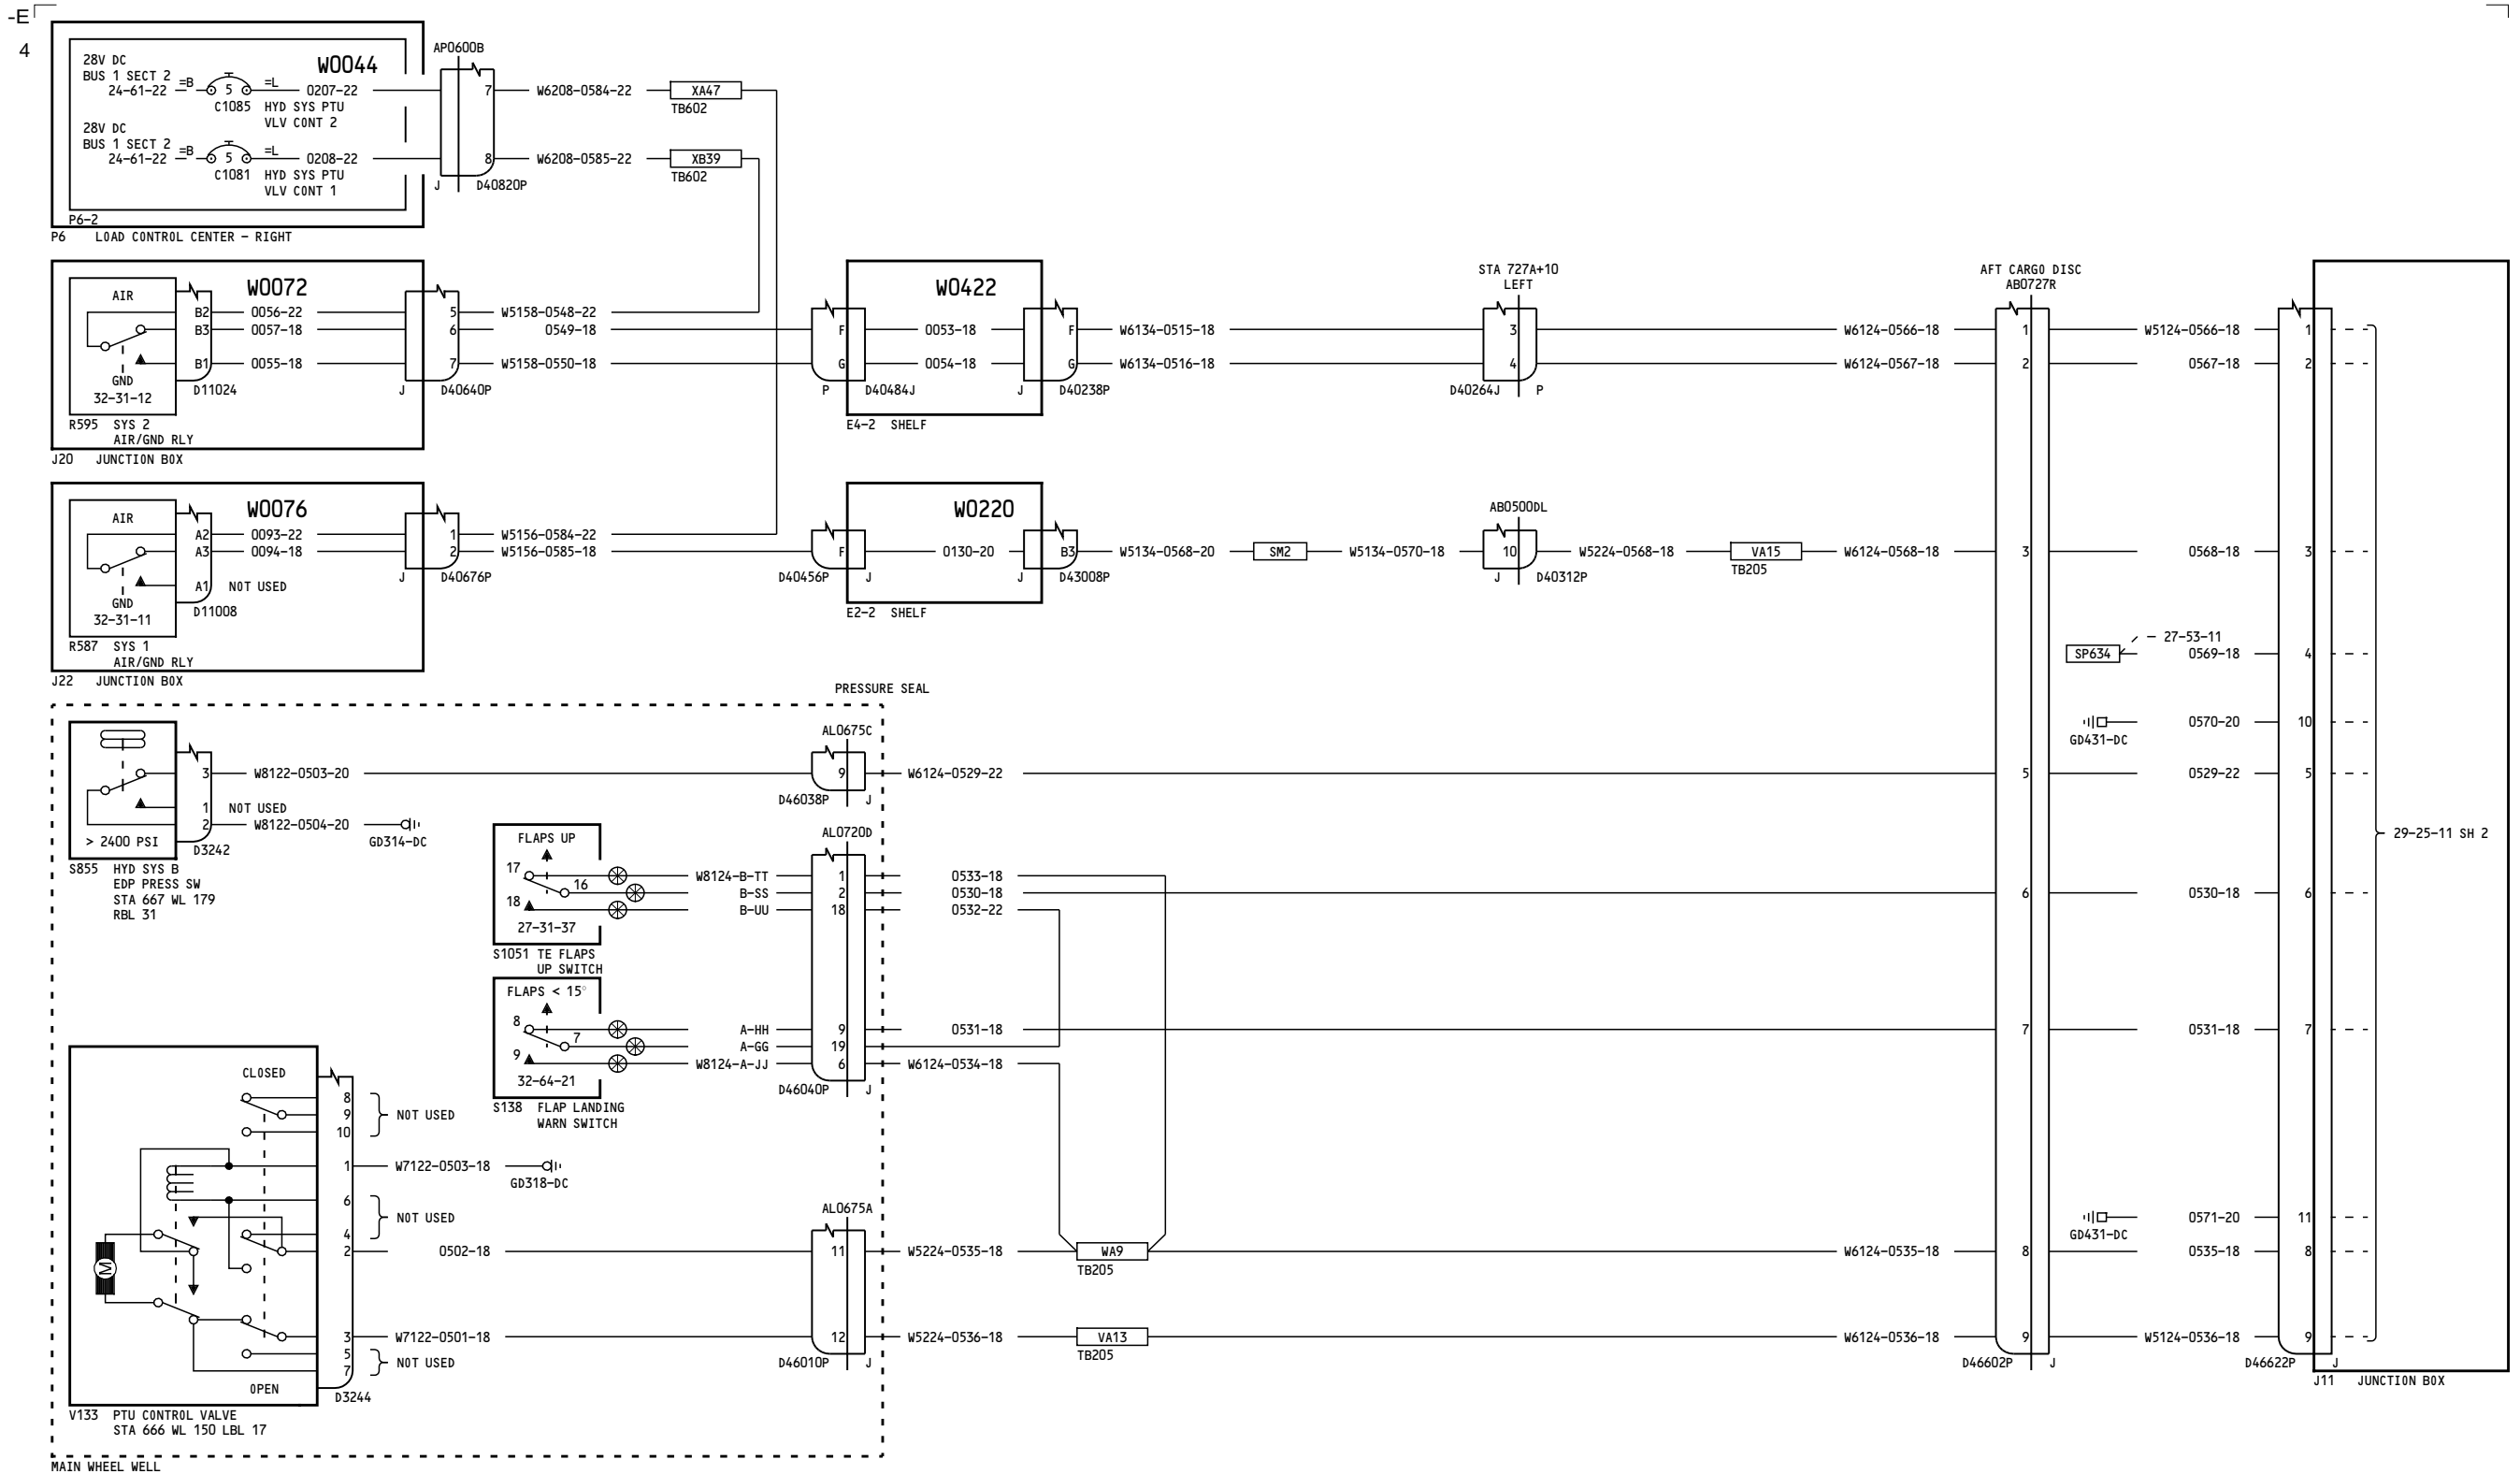 -E
4
28V DC
BUS 1 SECT 2
24-61-22
=B
5
=L
0207-22
C1085
HYD SYS PTU
VLV CONT 2
W0044
28V DC
BUS 1 SECT 2
24-61-22
=B
5
=L
0208-22
C1081
HYD SYS PTU
VLV CONT 1
P6-2
P6 LOAD CONTROL CENTER - RIGHT
AP0600B
7
W6208-0584-22
XA47
TB602
8
W6208-0585-22
XB39
TB602
J
D40820P
W0072
AIR
GND
32-31-12
B2
0056-22
B3
0057-18
B1
0055-18
D11024
R595 SYS 2
AIR/GND RLY
J20 JUNCTION BOX
5
W5158-0548-22
6
0549-18
7
W5158-0550-18
J
D40640P
W0422
F
0053-18
F
W6134-0515-18
G
0054-18
G
W6134-0516-18
P
D40484J
J
D40238P
E4-2 SHELF
STA 727A+10
LEFT
3
4
D40264J
P
W6124-0566-18
W6124-0567-18
AFT CARGO DISC
AB0727R
1
W5124-0566-18
1
2
0567-18
2
W0076
AIR
GND
32-31-11
A2
0093-22
A3
0094-18
A1
NOT USED
D11008
R587 SYS 1
AIR/GND RLY
J22 JUNCTION BOX
1
W5156-0584-22
2
W5156-0585-18
J
D40676P
W0220
F
0130-20
B3
W5134-0568-20
SM2
W5134-0570-18
D40456P
J
J
D43008P
E2-2 SHELF
AB0500DL
10
W5224-0568-18
J
D40312P
VA15
TB205
W6124-0568-18
3
0568-18
3
27-53-11
SP634
0569-18
4
GD431-DC
0570-20
10
MAIN WHEEL WELL
PRESSURE SEAL
> 2400 PSI
3
W8122-0503-20
1
NOT USED
2
W8122-0504-20
GD314-DC
D3242
S855 HYD SYS B
EDP PRESS SW
STA 667 WL 179
RBL 31
AL0675C
9
W6124-0529-22
D46038P
J
5
0529-22
5
FLAPS UP
17
16
18
27-31-37
S1051 TE FLAPS
UP SWITCH
W8124-B-TT
B-SS
B-UU
AL0720D
1
0533-18
2
0530-18
18
0532-22
6
0530-18
6
29-25-11 SH 2
FLAPS < 15°
8
7
9
32-64-21
S138 FLAP LANDING
WARN SWITCH
A-HH
A-GG
W8124-A-JJ
9
0531-18
19
6
W6124-0534-18
D46040P
J
7
0531-18
7
CLOSED
8
9
10
NOT USED
1
W7122-0503-18
GD318-DC
6
4
NOT USED
2
0502-18
M
3
W7122-0501-18
5
7
NOT USED
OPEN
D3244
V133 PTU CONTROL VALVE
STA 666 WL 150 LBL 17
AL0675A
11
W5224-0535-18
WA9
TB205
W6124-0535-18
12
W5224-0536-18
VA13
TB205
W6124-0536-18
D46010P
J
GD431-DC
0571-20
11
8
0535-18
8
9
W5124-0536-18
9
D46602P
J
D46622P
J
J11 JUNCTION BOX